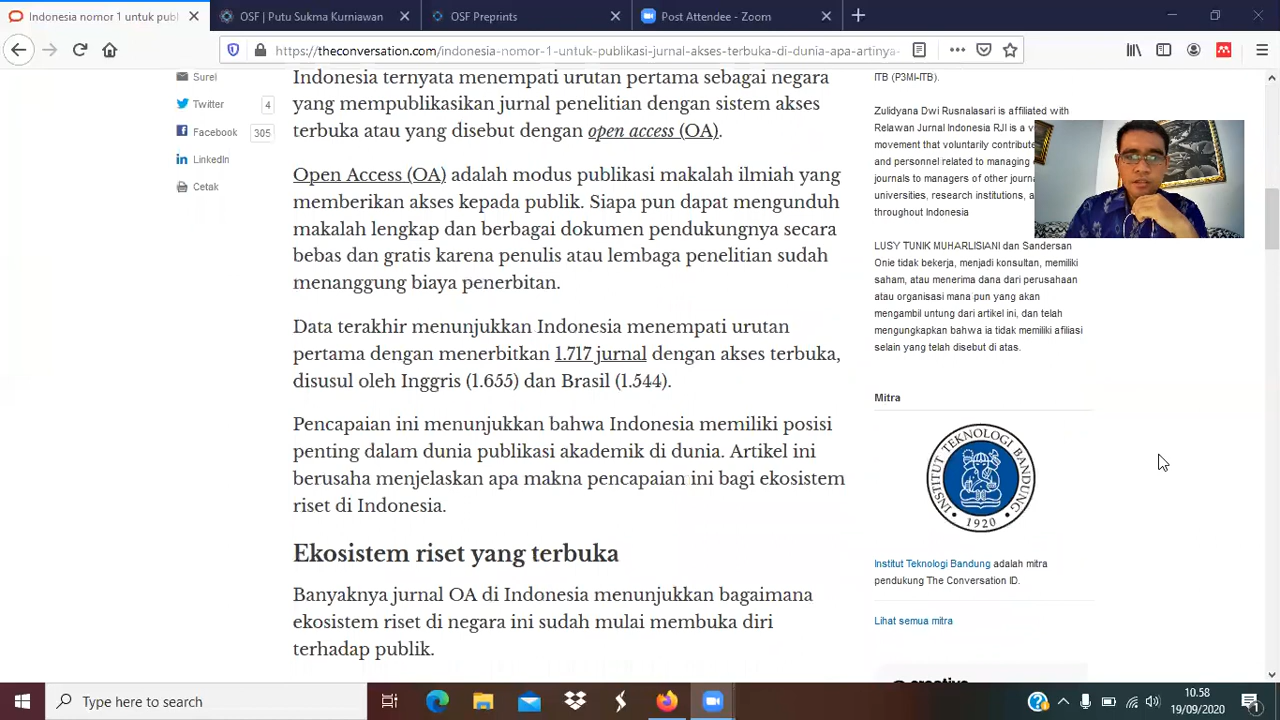 Indonesia nomor 1 untuk publ
OSF | Putu Sukma Kurniawan
OSF Preprints
Post Attendee - Zoom
https://theconversation.com/indonesia-nomor-1-untuk-publikasi-jurnal-akses-terbuka-di-dunia-apa-artinya-
Surel
Twitter 4
Facebook 305
LinkedIn
Cetak
Indonesia ternyata menempati urutan pertama sebagai negara
yang mempublikasikan jurnal penelitian dengan sistem akses
terbuka atau yang disebut dengan open access (OA).
Open Access (OA) adalah modus publikasi makalah ilmiah yang
memberikan akses kepada publik. Siapa pun dapat mengunduh
makalah lengkap dan berbagai dokumen pendukungnya secara
bebas dan gratis karena penulis atau lembaga penelitian sudah
menanggung biaya penerbitan.
Data terakhir menunjukkan Indonesia menempati urutan
pertama dengan menerbitkan 1.717 jurnal dengan akses terbuka,
disusul oleh Inggris (1.655) dan Brasil (1.544).
Pencapaian ini menunjukkan bahwa Indonesia memiliki posisi
penting dalam dunia publikasi akademik di dunia. Artikel ini
berusaha menjelaskan apa makna pencapaian ini bagi ekosistem
riset di Indonesia.
Ekosistem riset yang terbuka
Banyaknya jurnal OA di Indonesia menunjukkan bagaimana
ekosistem riset di negara ini sudah mulai membuka diri
terhadap publik.
ITB (P3MI-ITB).
Zulidyana Dwi Rusnalasari is affiliated with
Relawan Jurnal Indonesia RJI is a
movement that voluntarily contribute
and personnel related to managing
journals to managers of other journa
universities, research institutions, a
throughout Indonesia
LUSY TUNIK MUHARLISIANI dan Sandersan
Onie tidak bekerja, menjadi konsultan, memiliki
saham, atau menerima dana dari perusahaan
atau organisasi mana pun yang akan
mengambil untung dari artikel ini, dan telah
mengungkapkan bahwa ia tidak memiliki afiliasi
selain yang telah disebut di atas.
Mitra
INSTITUT TEKNOLOGI BANDUNG
1920
Institut Teknologi Bandung adalah mitra
pendukung The Conversation ID.
Lihat semua mitra
Type here to search
10.58
19/09/2020